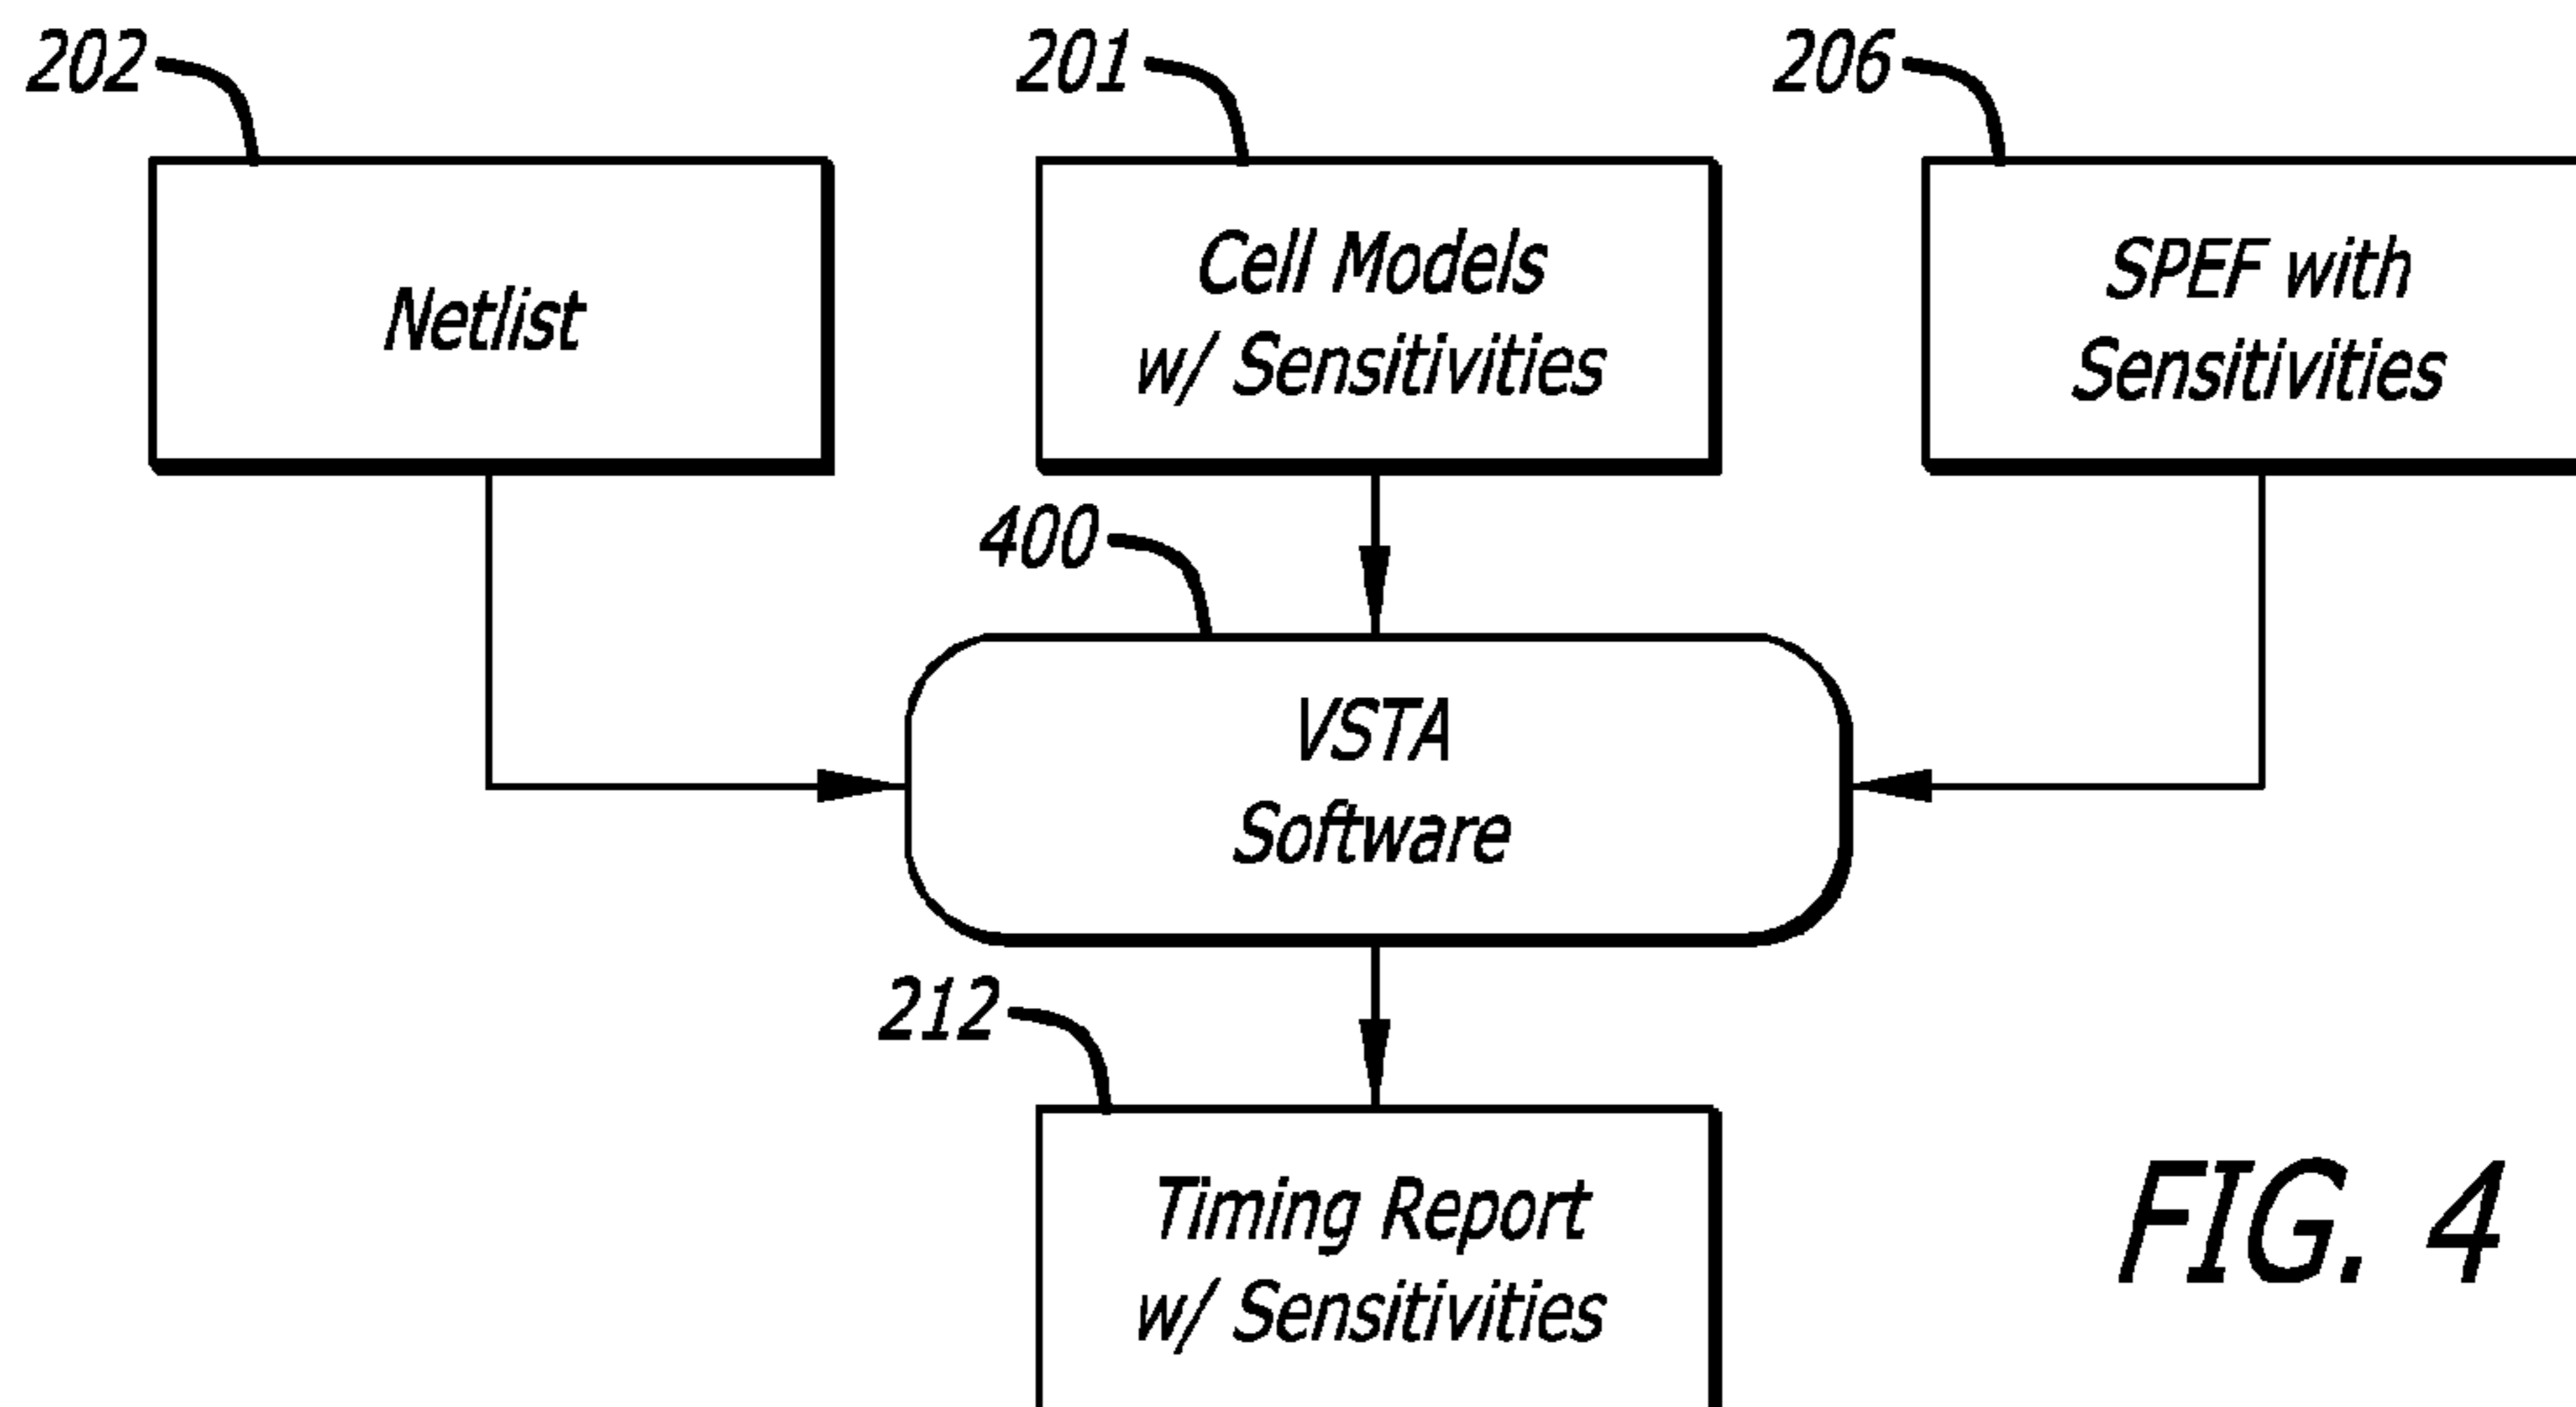 202
201
206
Netlist
Cell Models
w/ Sensitivities
SPEF with
Sensitivities
400
VSTA
Software
212
Timing Report
w/ Sensitivities
FIG. 4